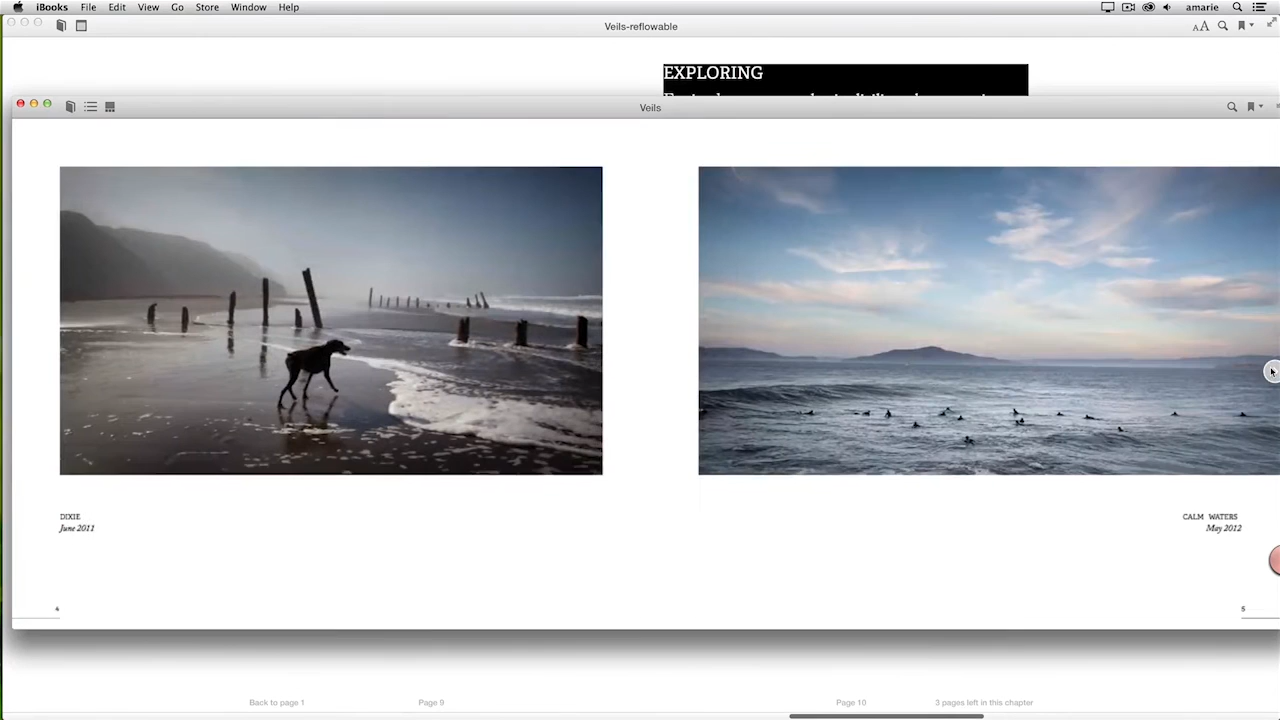 iBooks File Edit View Go Store Window Help amarie
Veils-reflowable AA
EXPLORING
Veils
DIXIE
June 2011
CALM WATERS
May 2012
4
5
Back to page 1 Page 9 Page 10 3 pages left in this chapter